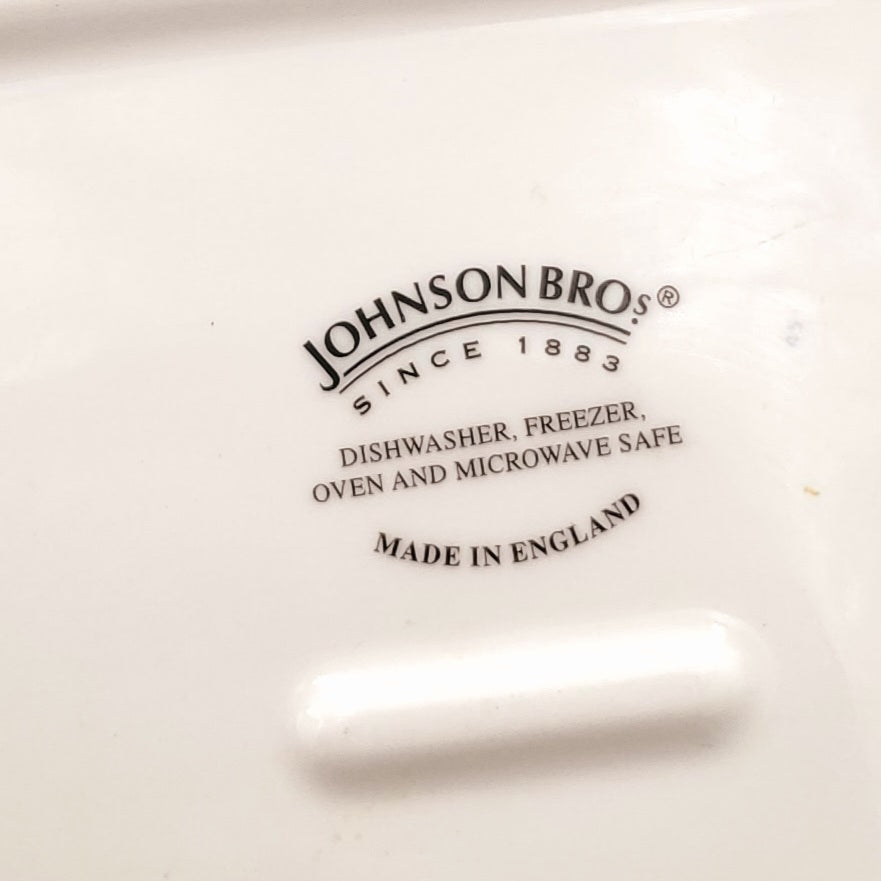 JOHNSON BROS.®
SINCE 1883
DISHWASHER, FREEZER,
OVEN AND MICROWAVE SAFE
MADE IN ENGLAND